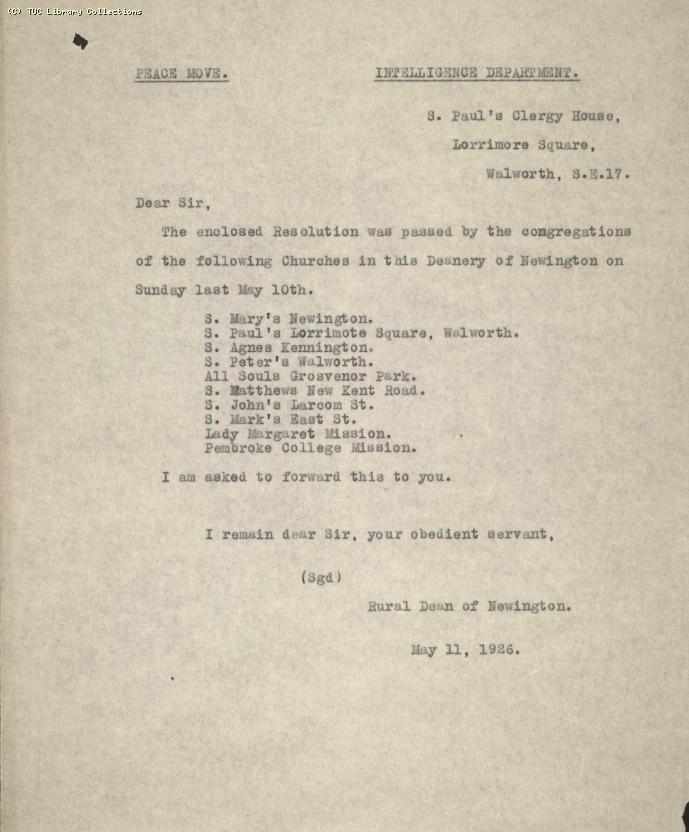 (C) TUC Library Collections
PEACE MOVE. INTELLIGENCE DEPARTMENT.
S. Paul's Clergy House,
Lorrimore Square,
Walworth, S.E.17.
Dear Sir,
The enclosed Resolution was passed by the congregations
of the following Churches in this Deanery of Newington on
Sunday last May 10th.
S. Mary's Newington.
S. Paul's Lorrimote Square, Walworth.
S. Agnes Kennington.
S. Peter's Walworth.
All Souls Grosvenor Park.
S. Matthews New Kent Road.
S. John's Larcom St.
S. Mark's East St.
Lady Margaret Mission.
Pembroke College Mission.
I am asked to forward this to you.
I remain dear Sir, your obedient servant,
(Sgd)
Rural Dean of Newington.
May 11, 1926.